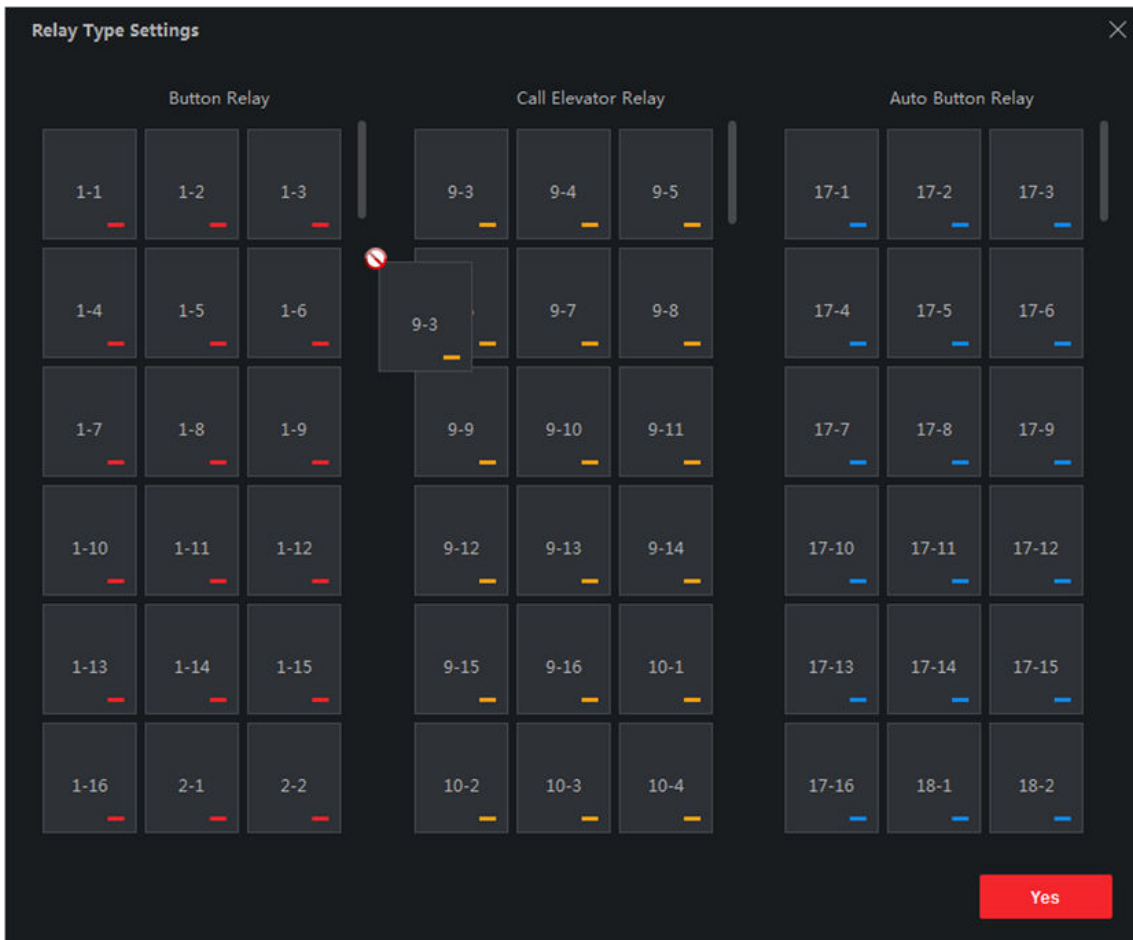 Relay Type Settings
Button Relay Call Elevator Relay Auto Button Relay
1-1 1-2 1-3 9-3 9-4 9-5 17-1 17-2 17-3
1-4 1-5 1-6 9-7 9-8 17-4 17-5 17-6
9-3
1-7 1-8 1-9 9-9 9-10 9-11 17-7 17-8 17-9
1-10 1-11 1-12 9-12 9-13 9-14 17-10 17-11 17-12
1-13 1-14 1-15 9-15 9-16 10-1 17-13 17-14 17-15
1-16 2-1 2-2 10-2 10-3 10-4 17-16 18-1 18-2
Yes